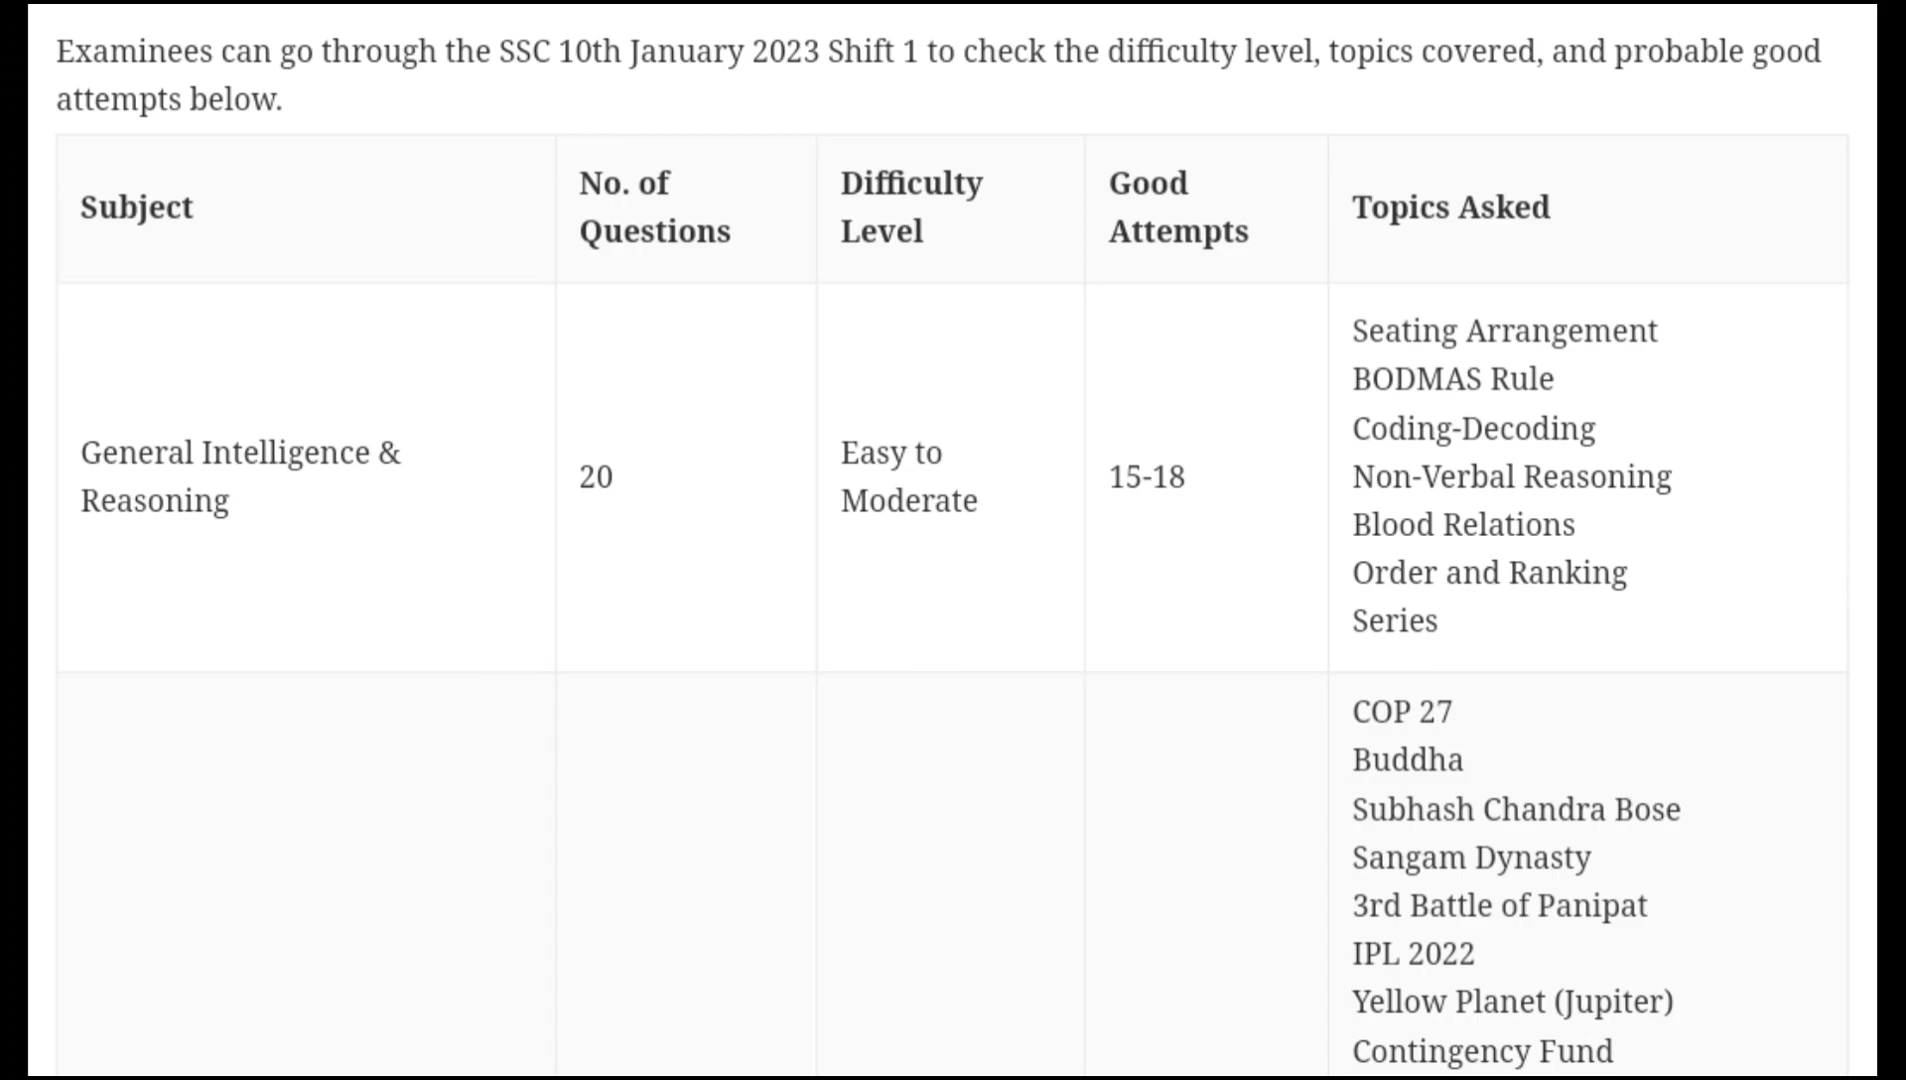 Examinees can go through the SSC 10th January 2023 Shift 1 to check the difficulty level, topics covered, and probable good
attempts below.
Subject
No. of
Questions
Difficulty
Level
Good
Attempts
Topics Asked
General Intelligence &
Reasoning
20
Easy to
Moderate
15-18
Seating Arrangement
BODMAS Rule
Coding-Decoding
Non-Verbal Reasoning
Blood Relations
Order and Ranking
Series
COP 27
Buddha
Subhash Chandra Bose
Sangam Dynasty
3rd Battle of Panipat
IPL 2022
Yellow Planet (Jupiter)
Contingency Fund